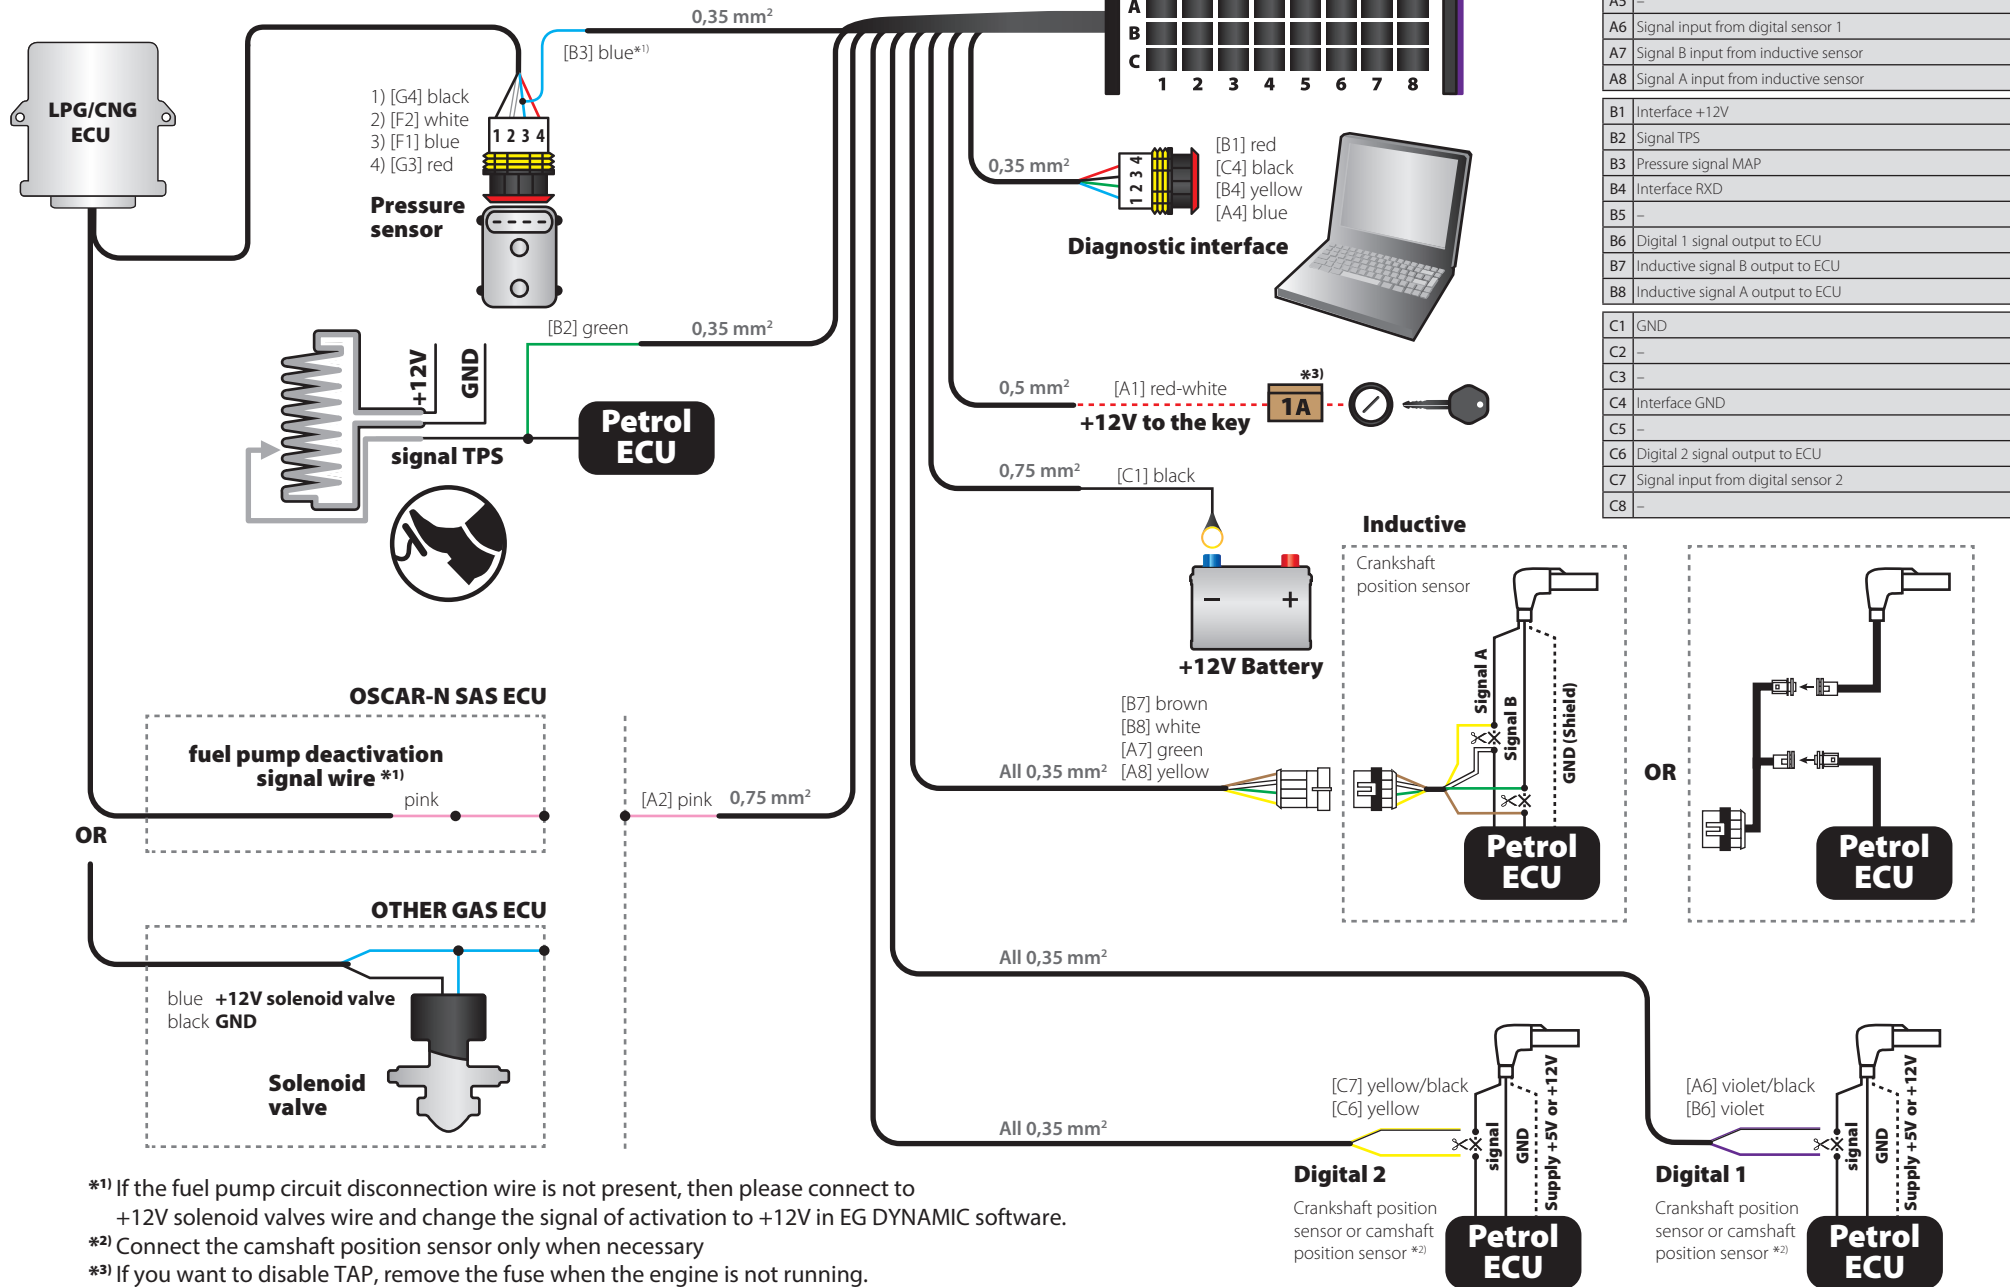 0,35 mm²
[B3] blue*¹⁾
LPG/CNG
ECU
1) [G4] black
2) [F2] white
3) [F1] blue
4) [G3] red
1 2 3 4
Pressure
sensor
A
B
C
1 2 3 4 5 6 7 8
0,35 mm²
1 2 3 4
[B1] red
[C4] black
[B4] yellow
[A4] blue
Diagnostic interface
A5 –
A6 Signal input from digital sensor 1
A7 Signal B input from inductive sensor
A8 Signal A input from inductive sensor
B1 Interface +12V
B2 Signal TPS
B3 Pressure signal MAP
B4 Interface RXD
B5 –
B6 Digital 1 signal output to ECU
B7 Inductive signal B output to ECU
B8 Inductive signal A output to ECU
C1 GND
C2 –
C3 –
C4 Interface GND
C5 –
C6 Digital 2 signal output to ECU
C7 Signal input from digital sensor 2
C8 –
[B2] green
0,35 mm²
+12V
GND
signal TPS
Petrol
ECU
0,5 mm²
[A1] red-white
*³⁾
1A
+12V to the key
0,75 mm²
[C1] black
– +
+12V Battery
Inductive
Crankshaft
position sensor
Signal A
Signal B
GND (Shield)
Petrol
ECU
OR
Petrol
ECU
[B7] brown
[B8] white
[A7] green
[A8] yellow
All 0,35 mm²
OSCAR-N SAS ECU
fuel pump deactivation
signal wire *¹⁾
pink
[A2] pink
0,75 mm²
OR
OTHER GAS ECU
blue +12V solenoid valve
black GND
Solenoid
valve
All 0,35 mm²
All 0,35 mm²
[C7] yellow/black
[C6] yellow
signal
GND
Supply +5V or +12V
Digital 2
Crankshaft position
sensor or camshaft
position sensor *²⁾
Petrol
ECU
[A6] violet/black
[B6] violet
signal
GND
Supply +5V or +12V
Digital 1
Crankshaft position
sensor or camshaft
position sensor *²⁾
Petrol
ECU
*¹⁾ If the fuel pump circuit disconnection wire is not present, then please connect to
+12V solenoid valves wire and change the signal of activation to +12V in EG DYNAMIC software.
*²⁾ Connect the camshaft position sensor only when necessary
*³⁾ If you want to disable TAP, remove the fuse when the engine is not running.